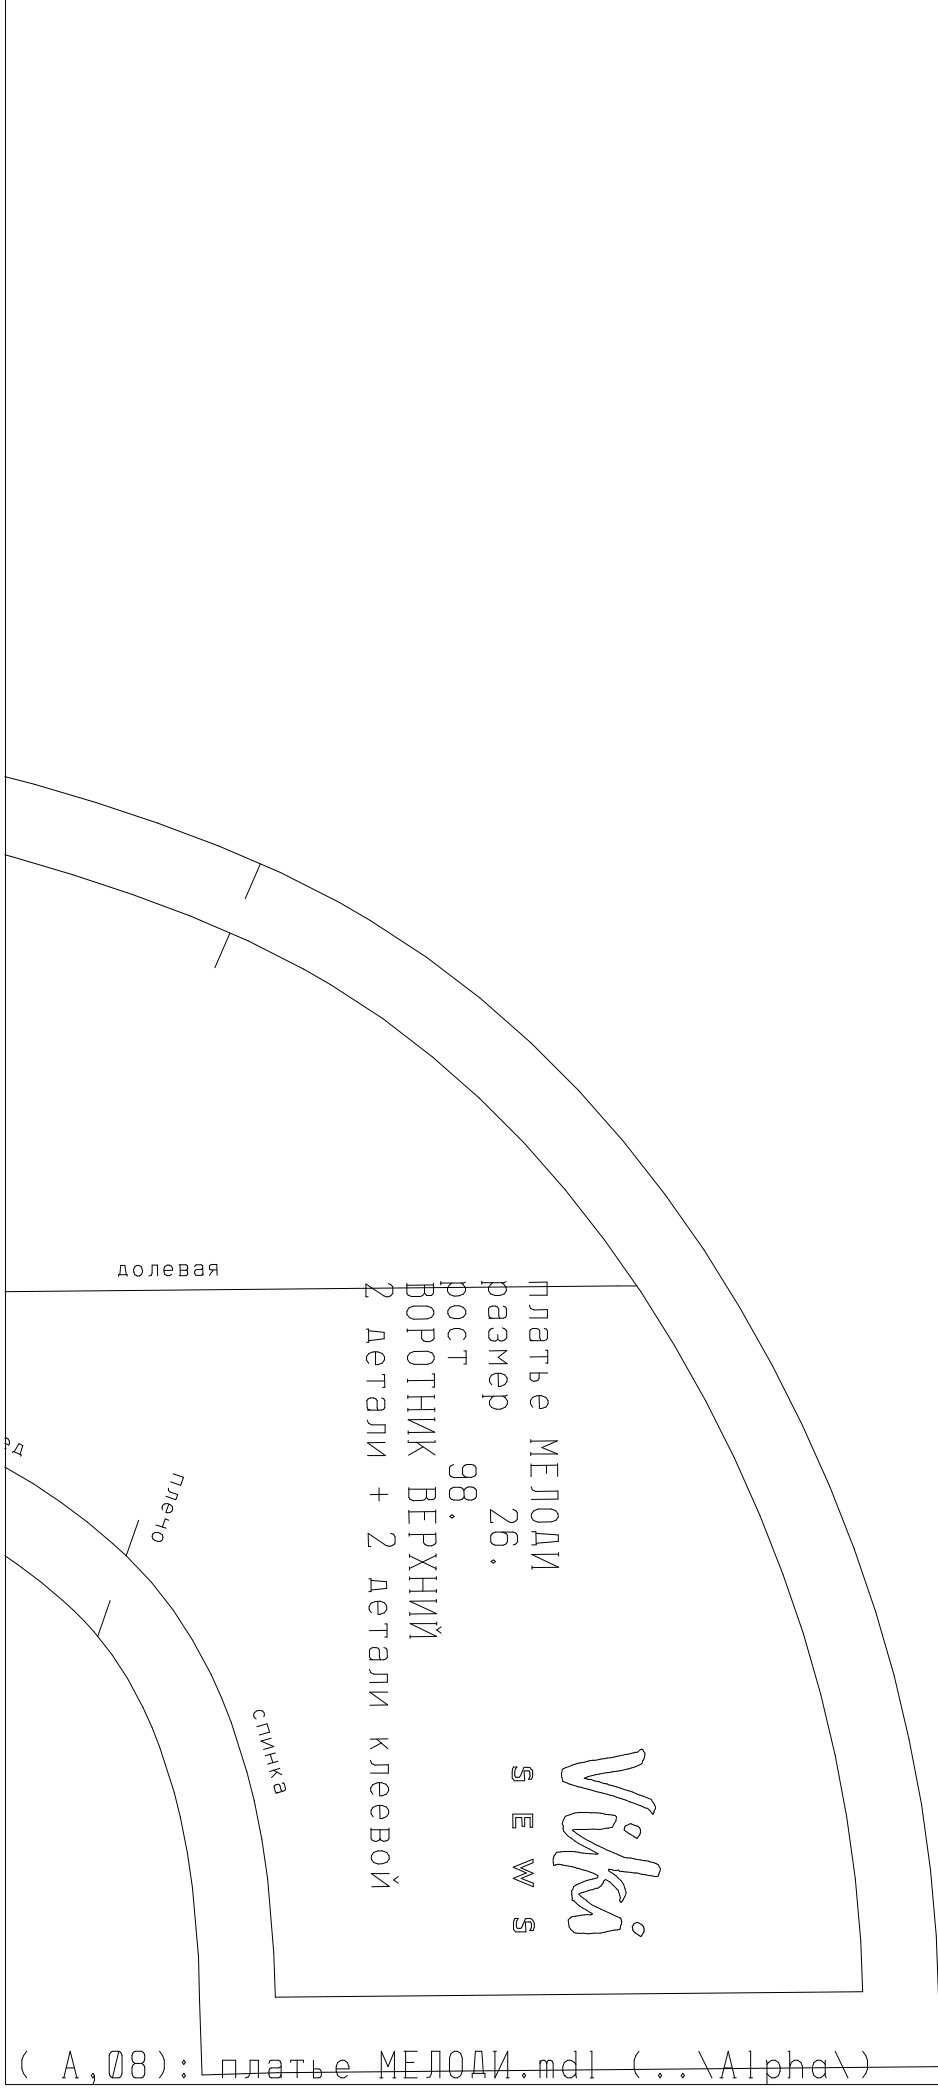 долевая
платье МЕЛОДИ
размер 26.
рост 98.
ВОРОТНИК ВЕРХНИЙ
2 детали + 2 детали клеевой
плечо
спинка
Viki
SEWS
( A,08): платье МЕЛОДИ.mdl (..\Alpha\)